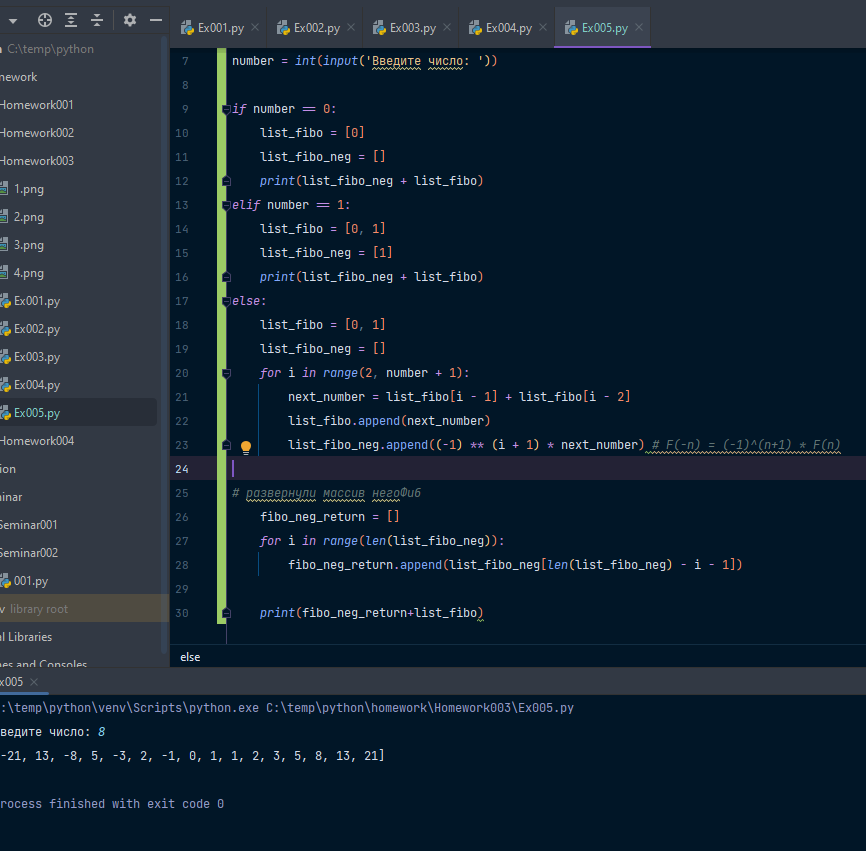 Ex001.py Ex002.py Ex003.py Ex004.py Ex005.py
C:\temp\python
nework
Homework001
Homework002
Homework003
1.png
2.png
3.png
4.png
Ex001.py
Ex002.py
Ex003.py
Ex004.py
Ex005.py
Homework004
ion
inar
Seminar001
Seminar002
001.py
v library root
l Libraries
nes and Consoles
7 number = int(input('Введите число: '))
8
9 if number == 0:
10 list_fibo = [0]
11 list_fibo_neg = []
12 print(list_fibo_neg + list_fibo)
13 elif number == 1:
14 list_fibo = [0, 1]
15 list_fibo_neg = [1]
16 print(list_fibo_neg + list_fibo)
17 else:
18 list_fibo = [0, 1]
19 list_fibo_neg = []
20 for i in range(2, number + 1):
21 next_number = list_fibo[i - 1] + list_fibo[i - 2]
22 list_fibo.append(next_number)
23 list_fibo_neg.append((-1) ** (i + 1) * next_number) # F(-n) = (-1)^(n+1) * F(n)
24
25 # развернули массив негоФиб
26 fibo_neg_return = []
27 for i in range(len(list_fibo_neg)):
28 fibo_neg_return.append(list_fibo_neg[len(list_fibo_neg) - i - 1])
29
30 print(fibo_neg_return+list_fibo)
else
x005
:\temp\python\venv\Scripts\python.exe C:\temp\python\homework\Homework003\Ex005.py
ведите число: 8
-21, 13, -8, 5, -3, 2, -1, 0, 1, 1, 2, 3, 5, 8, 13, 21]
rocess finished with exit code 0